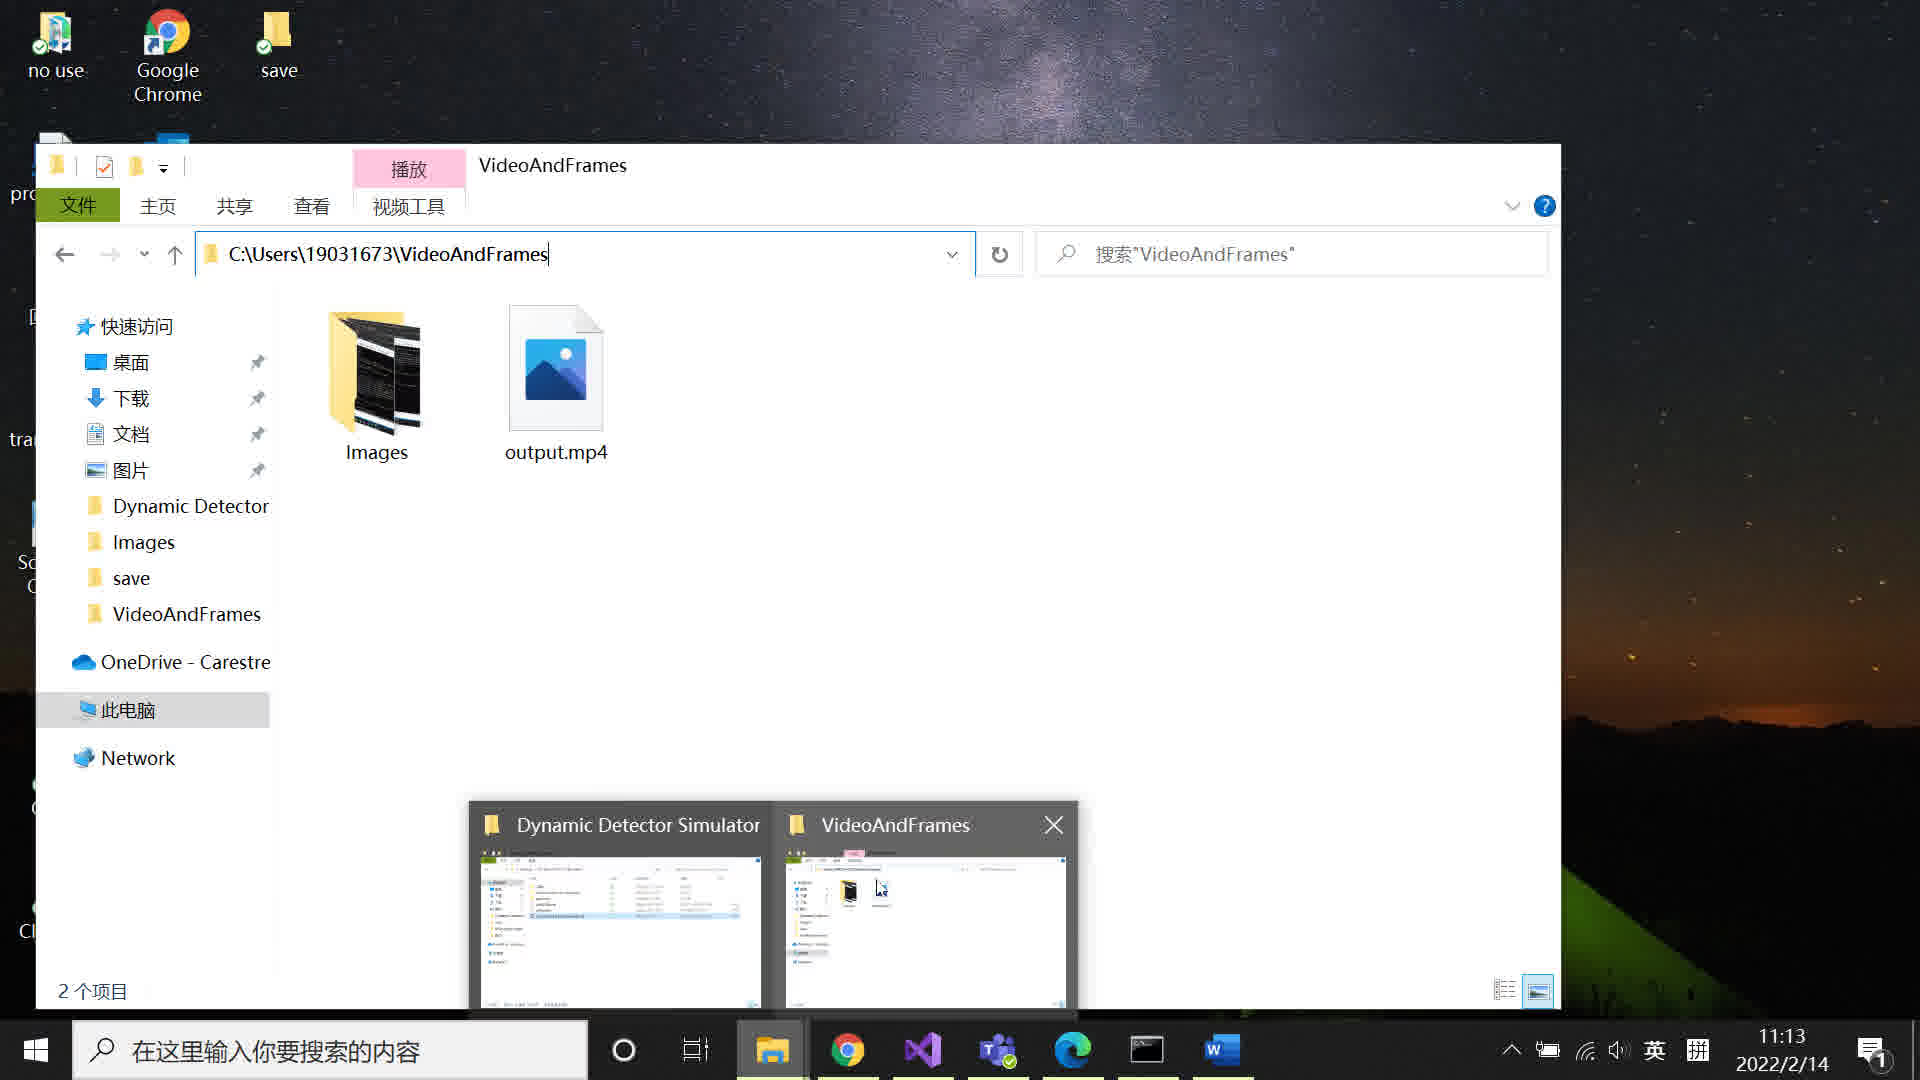 no use
Google
Chrome
save
播放
VideoAndFrames
文件
主页
共享
查看
视频工具
C:\Users\19031673\VideoAndFrames
搜索"VideoAndFrames"
快速访问
桌面
下载
文档
图片
Dynamic Detector
Images
save
VideoAndFrames
OneDrive - Carestre
此电脑
Network
Images
output.mp4
2 个项目
Dynamic Detector Simulator
VideoAndFrames
在这里输入你要搜索的内容
英
拼
11:13
2022/2/14
1